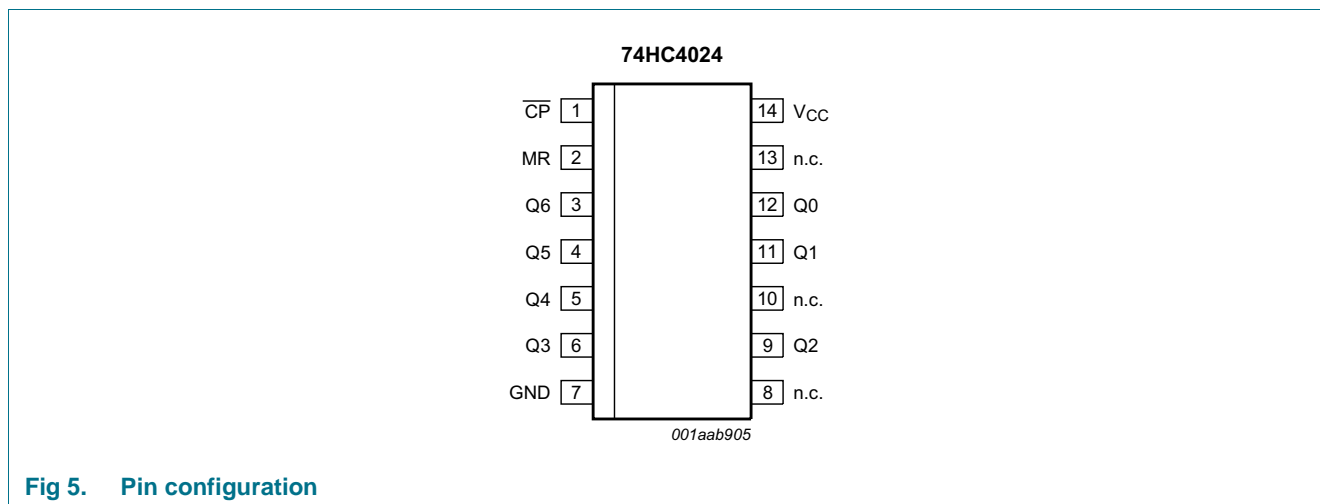 74HC4024
CP 1 14 VCC
MR 2 13 n.c.
Q6 3 12 Q0
Q5 4 11 Q1
Q4 5 10 n.c.
Q3 6 9 Q2
GND 7 8 n.c.
001aab905
Fig 5. Pin configuration